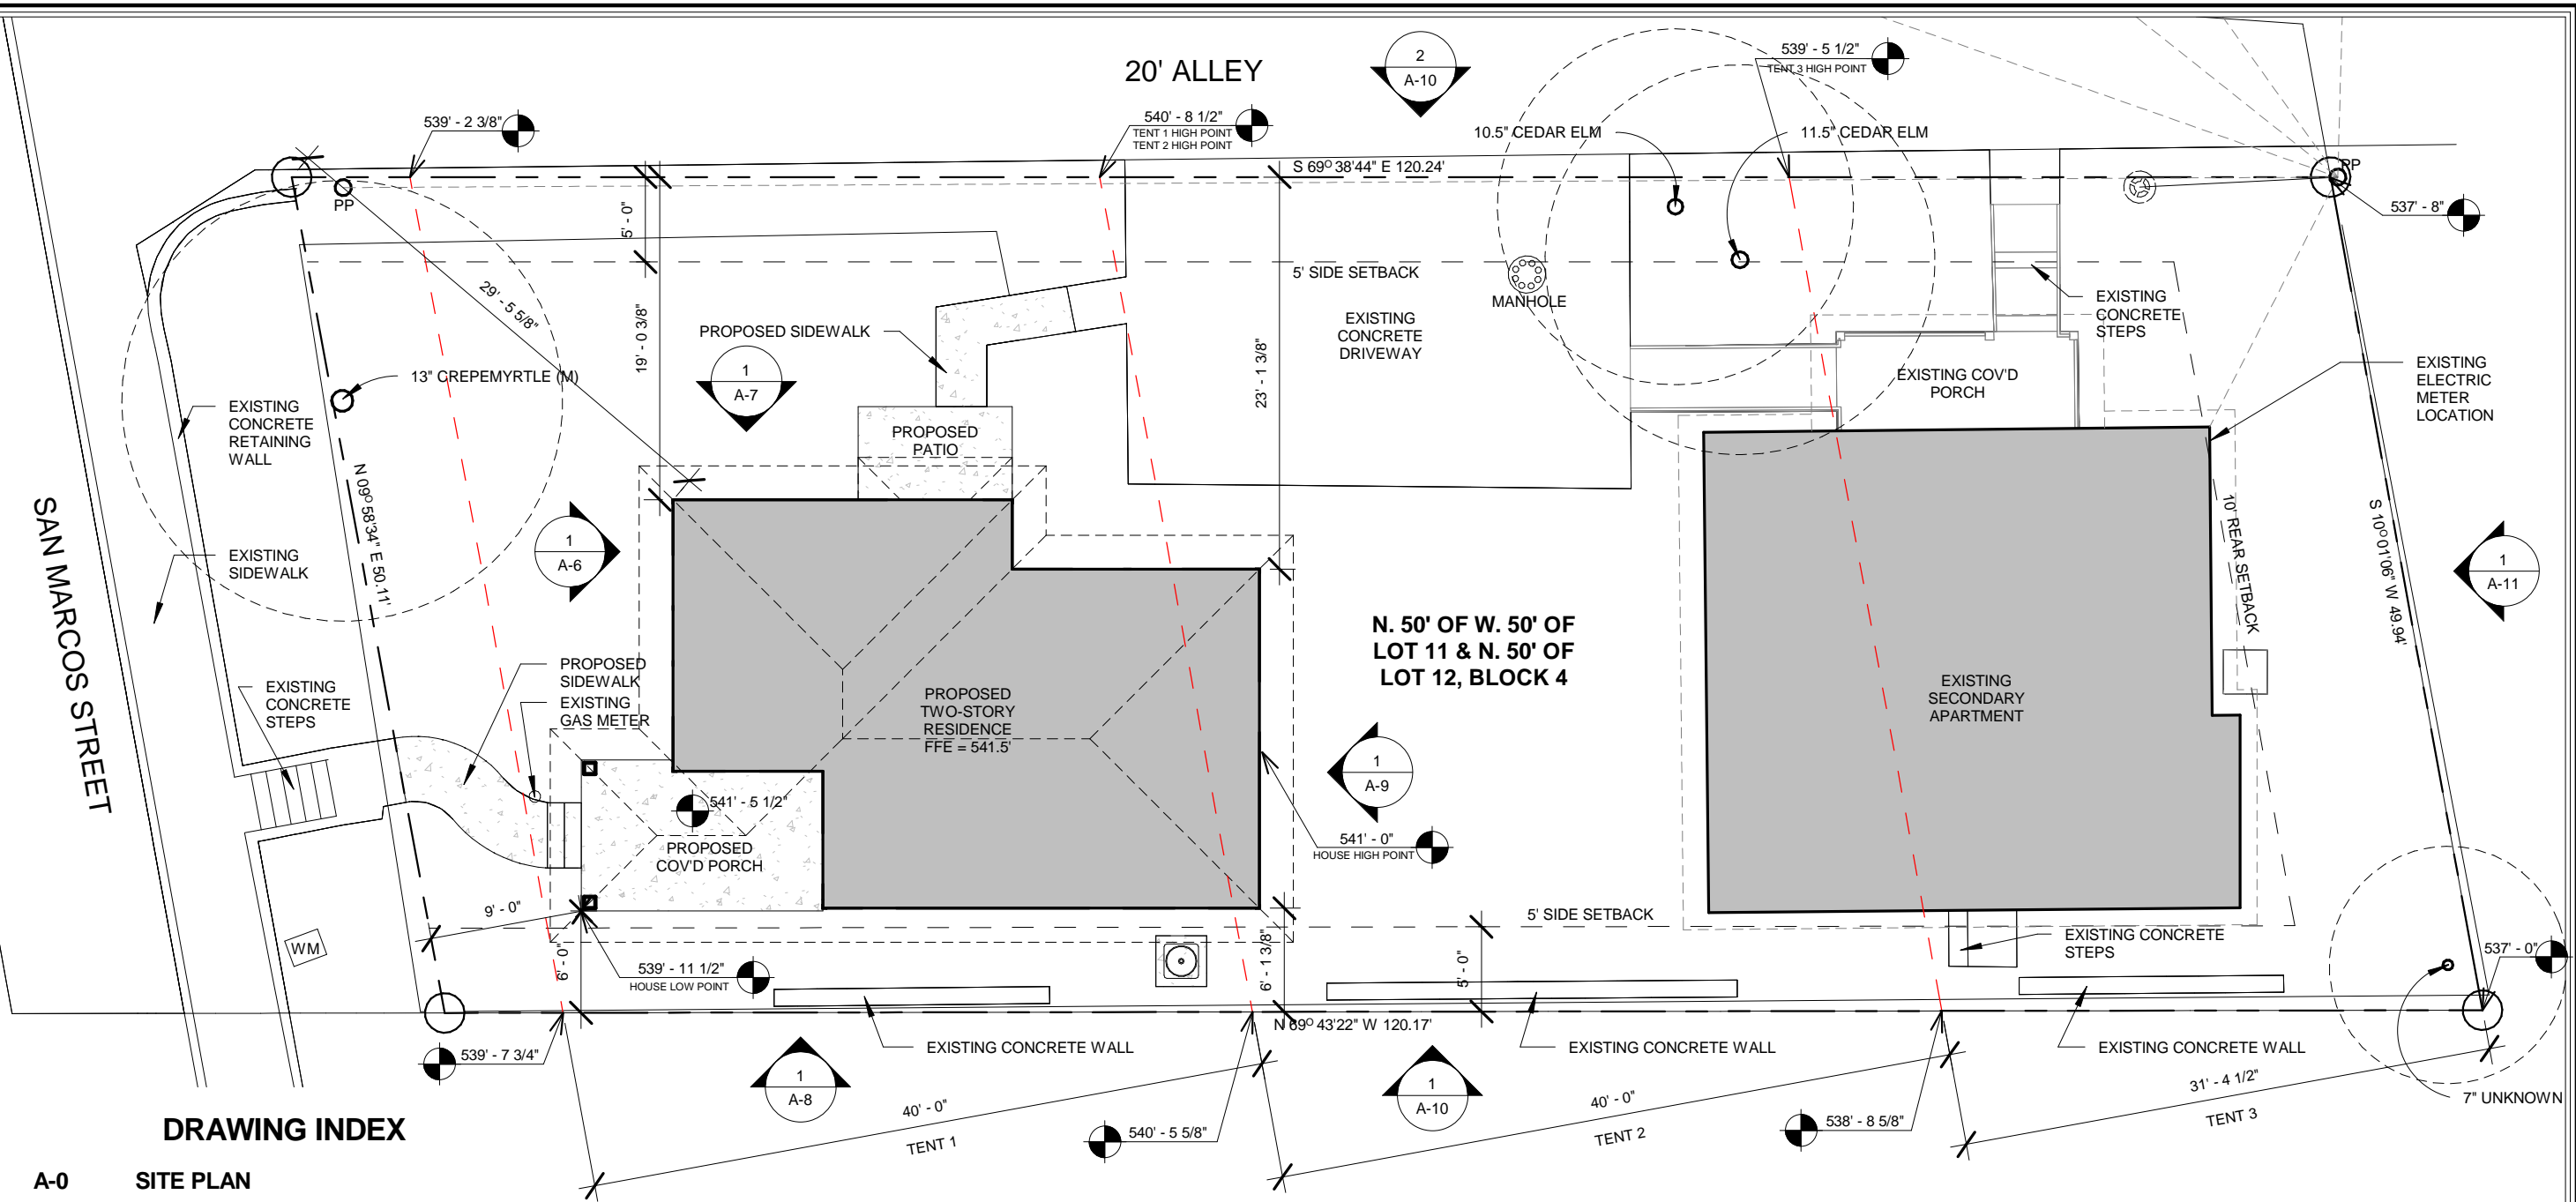 20' ALLEY
2
A-10
539' - 5 1/2"
TENT 3 HIGH POINT
539' - 2 3/8"
540' - 8 1/2"
TENT 1 HIGH POINT
TENT 2 HIGH POINT
10.5" CEDAR ELM
11.5" CEDAR ELM
S 69° 38'44" E 120.24'
PP
PP
537' - 8"
5' - 0"
29' - 5 5/8"
19' - 0 3/8"
5' SIDE SETBACK
MANHOLE
EXISTING
CONCRETE
STEPS
PROPOSED SIDEWALK
EXISTING
CONCRETE
DRIVEWAY
23' - 1 3/8"
1
A-7
13" CREPEMYRTLE (M)
EXISTING COV'D
PORCH
EXISTING
ELECTRIC
METER
LOCATION
EXISTING
CONCRETE
RETAINING
WALL
PROPOSED
PATIO
N 09° 58'34" E 50.11'
SAN MARCOS STREET
EXISTING
SIDEWALK
1
A-6
10' REAR SETBACK
S 10° 01'06" W 49.94'
1
A-11
N. 50' OF W. 50' OF
LOT 11 & N. 50' OF
LOT 12, BLOCK 4
PROPOSED
SIDEWALK
EXISTING
GAS METER
EXISTING
CONCRETE
STEPS
PROPOSED
TWO-STORY
RESIDENCE
FFE = 541.5'
EXISTING
SECONDARY
APARTMENT
1
A-9
541' - 5 1/2"
PROPOSED
COV'D PORCH
541' - 0"
HOUSE HIGH POINT
9' - 0"
WM
6' - 0"
539' - 11 1/2"
HOUSE LOW POINT
6' - 1 3/8"
5' SIDE SETBACK
5' - 0"
EXISTING CONCRETE
STEPS
537' - 0"
N 69° 43'22" W 120.17'
539' - 7 3/4"
EXISTING CONCRETE WALL
EXISTING CONCRETE WALL
EXISTING CONCRETE WALL
1
A-8
1
A-10
40' - 0"
TENT 1
540' - 5 5/8"
40' - 0"
TENT 2
538' - 8 5/8"
31' - 4 1/2"
TENT 3
7" UNKNOWN
DRAWING INDEX
A-0 SITE PLAN